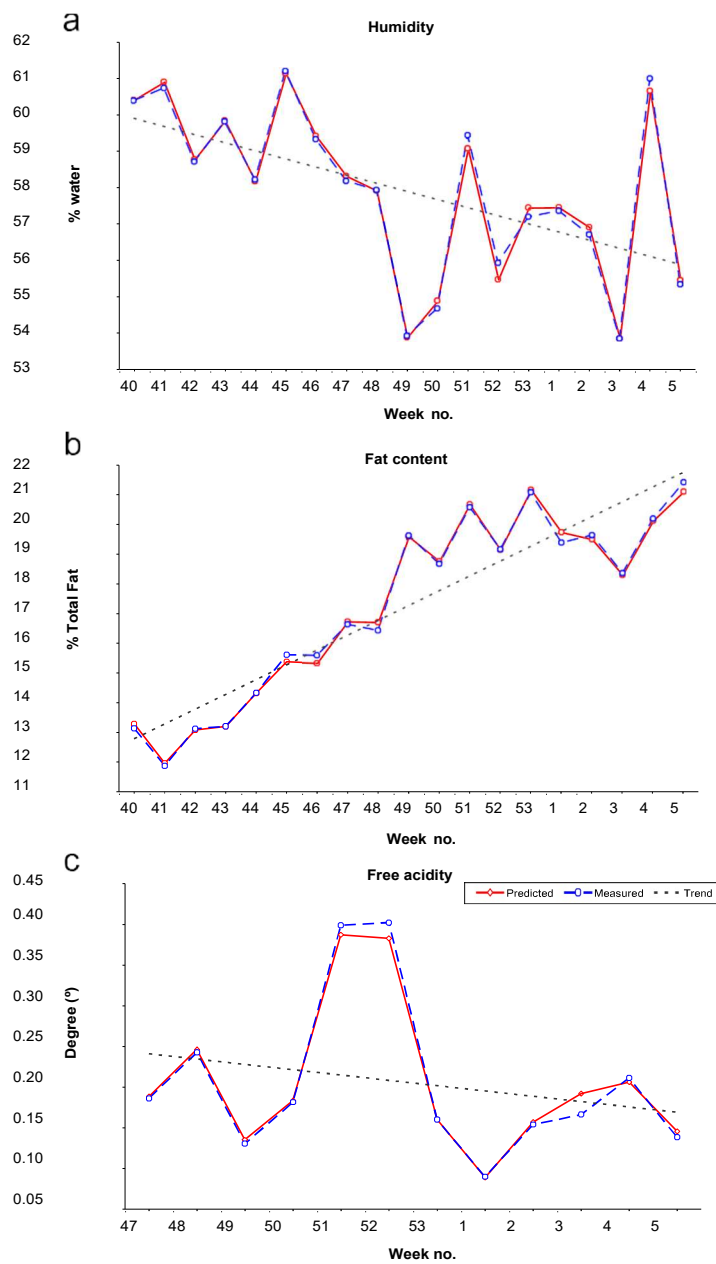 a
Humidity
62
61
60
59
58
57
56
55
54
53
% water
40 41 42 43 44 45 46 47 48 49 50 51 52 53 1 2 3 4 5
Week no.
b
Fat content
22
21
20
19
18
17
16
15
14
13
12
11
% Total Fat
40 41 42 43 44 45 46 47 48 49 50 51 52 53 1 2 3 4 5
Week no.
c
Free acidity
Predicted Measured Trend
0.45
0.40
0.35
0.30
0.25
0.20
0.15
0.10
0.05
Degree (º)
47 48 49 50 51 52 53 1 2 3 4 5
Week no.